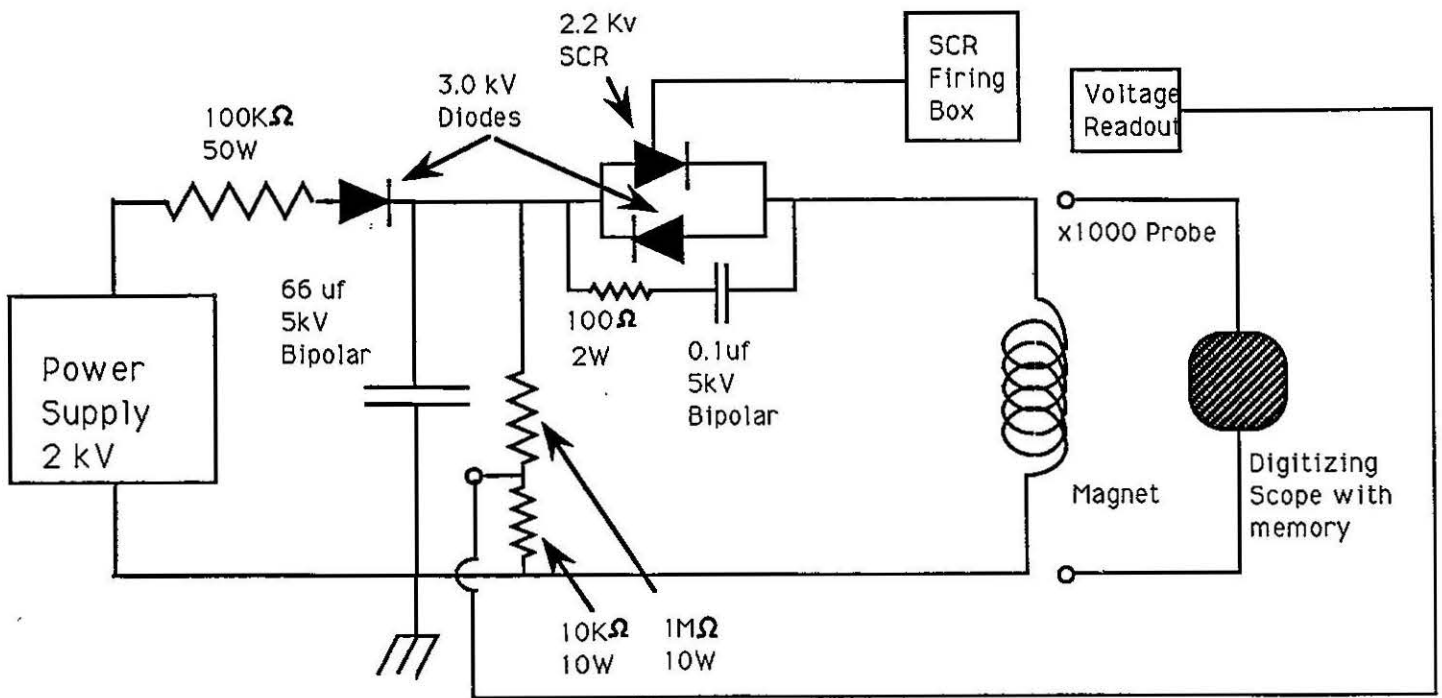 2.2 Kv
SCR
SCR
Firing
Box
3.0 kV
Diodes
Voltage
Readout
100KΩ
50W
x1000 Probe
66 uf
5kV
Bipolar
100Ω
2W
0.1uf
5kV
Bipolar
Power
Supply
2 kV
Magnet
Digitizing
Scope with
memory
10KΩ
10W
1MΩ
10W